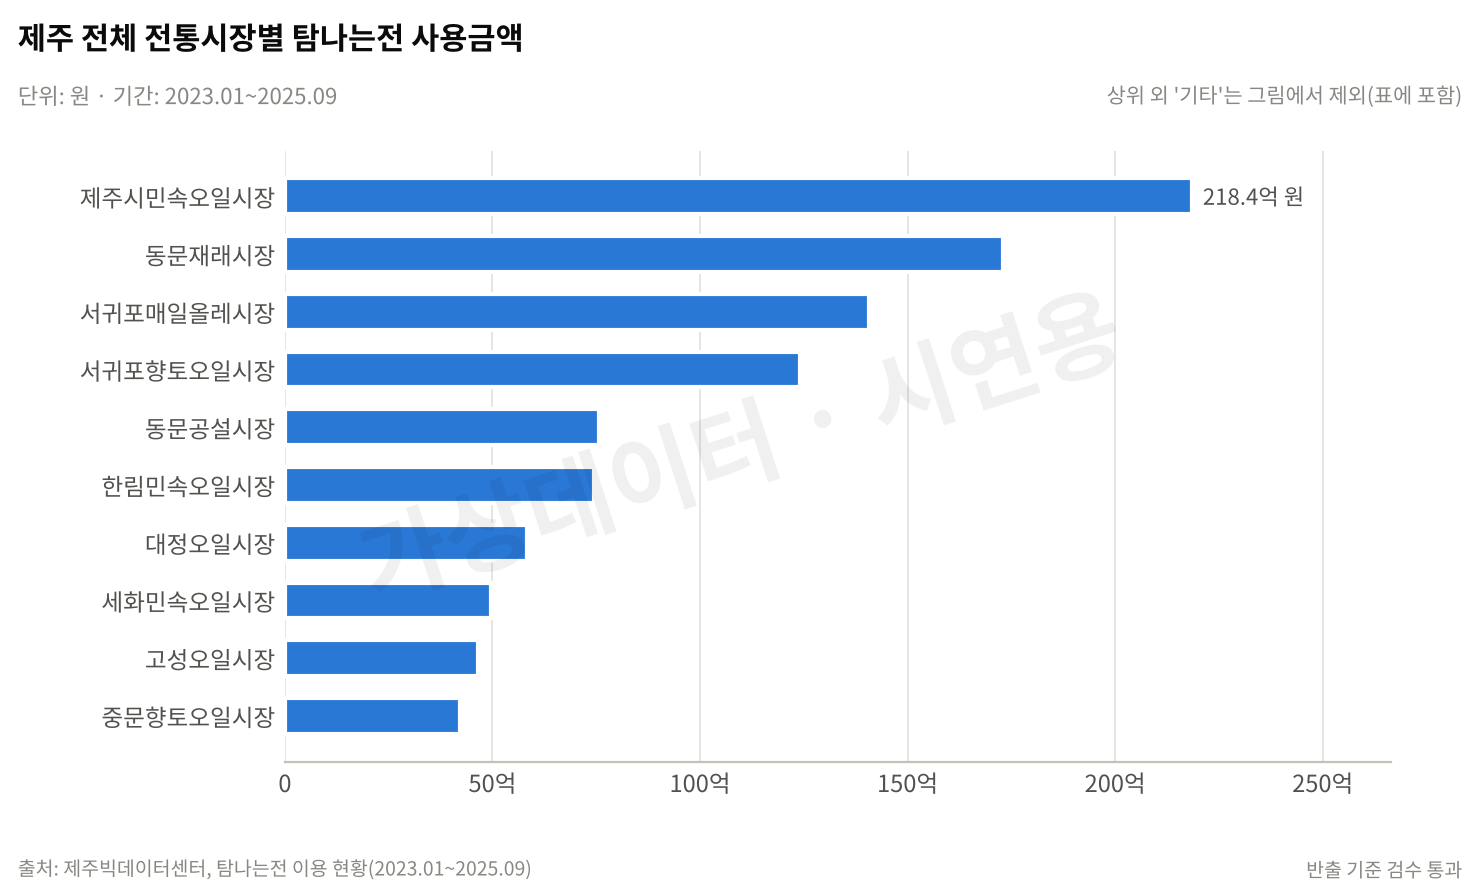 제주 전체 전통시장별 탐나는전 사용금액
단위: 원 · 기간: 2023.01~2025.09
상위 외 '기타'는 그림에서 제외(표에 포함)
제주시민속오일시장
218.4억 원
동문재래시장
서귀포매일올레시장
서귀포향토오일시장
동문공설시장
한림민속오일시장
대정오일시장
세화민속오일시장
고성오일시장
중문향토오일시장
가상데이터 · 시연용
0 50억 100억 150억 200억 250억
출처: 제주빅데이터센터, 탐나는전 이용 현황(2023.01~2025.09)
반출 기준 검수 통과